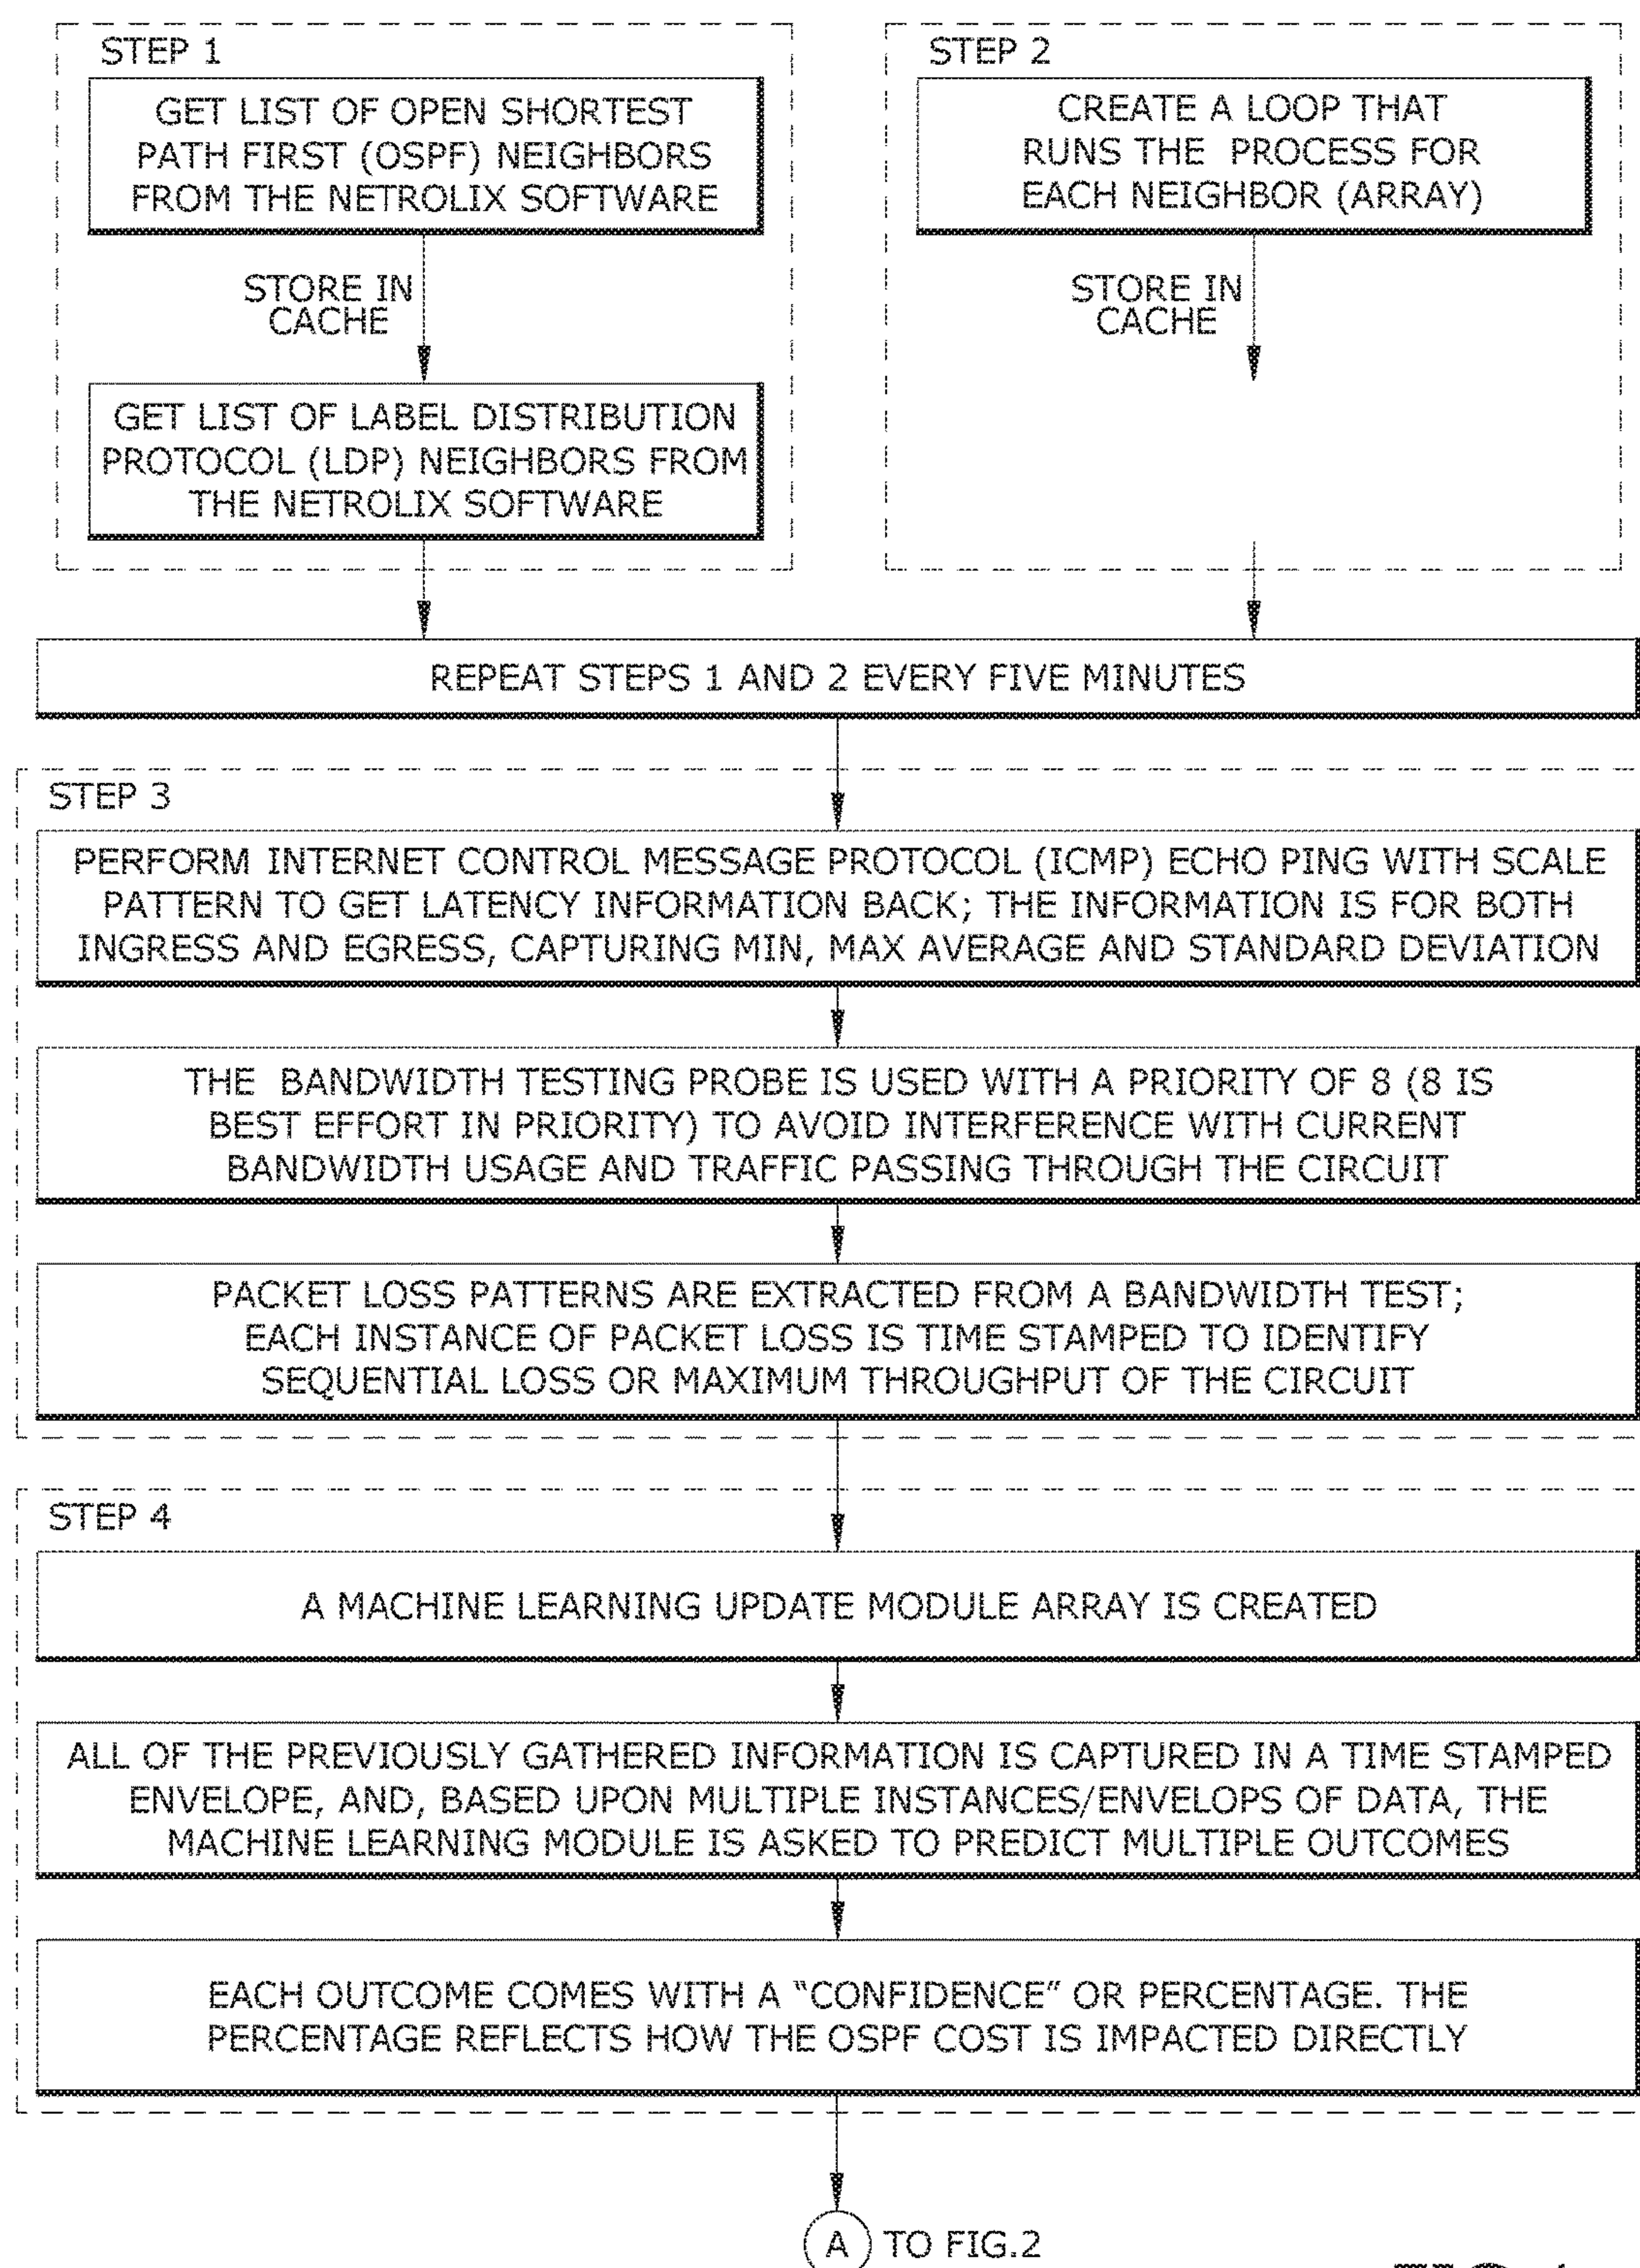 STEP 1
GET LIST OF OPEN SHORTEST
PATH FIRST (OSPF) NEIGHBORS
FROM THE NETROLIX SOFTWARE
STORE IN
CACHE
GET LIST OF LABEL DISTRIBUTION
PROTOCOL (LDP) NEIGHBORS FROM
THE NETROLIX SOFTWARE
STEP 2
CREATE A LOOP THAT
RUNS THE PROCESS FOR
EACH NEIGHBOR (ARRAY)
STORE IN
CACHE
REPEAT STEPS 1 AND 2 EVERY FIVE MINUTES
STEP 3
PERFORM INTERNET CONTROL MESSAGE PROTOCOL (ICMP) ECHO PING WITH SCALE
PATTERN TO GET LATENCY INFORMATION BACK; THE INFORMATION IS FOR BOTH
INGRESS AND EGRESS, CAPTURING MIN, MAX AVERAGE AND STANDARD DEVIATION
THE BANDWIDTH TESTING PROBE IS USED WITH A PRIORITY OF 8 (8 IS
BEST EFFORT IN PRIORITY) TO AVOID INTERFERENCE WITH CURRENT
BANDWIDTH USAGE AND TRAFFIC PASSING THROUGH THE CIRCUIT
PACKET LOSS PATTERNS ARE EXTRACTED FROM A BANDWIDTH TEST;
EACH INSTANCE OF PACKET LOSS IS TIME STAMPED TO IDENTIFY
SEQUENTIAL LOSS OR MAXIMUM THROUGHPUT OF THE CIRCUIT
STEP 4
A MACHINE LEARNING UPDATE MODULE ARRAY IS CREATED
ALL OF THE PREVIOUSLY GATHERED INFORMATION IS CAPTURED IN A TIME STAMPED
ENVELOPE, AND, BASED UPON MULTIPLE INSTANCES/ENVELOPS OF DATA, THE
MACHINE LEARNING MODULE IS ASKED TO PREDICT MULTIPLE OUTCOMES
EACH OUTCOME COMES WITH A “CONFIDENCE” OR PERCENTAGE. THE
PERCENTAGE REFLECTS HOW THE OSPF COST IS IMPACTED DIRECTLY
A TO FIG.2